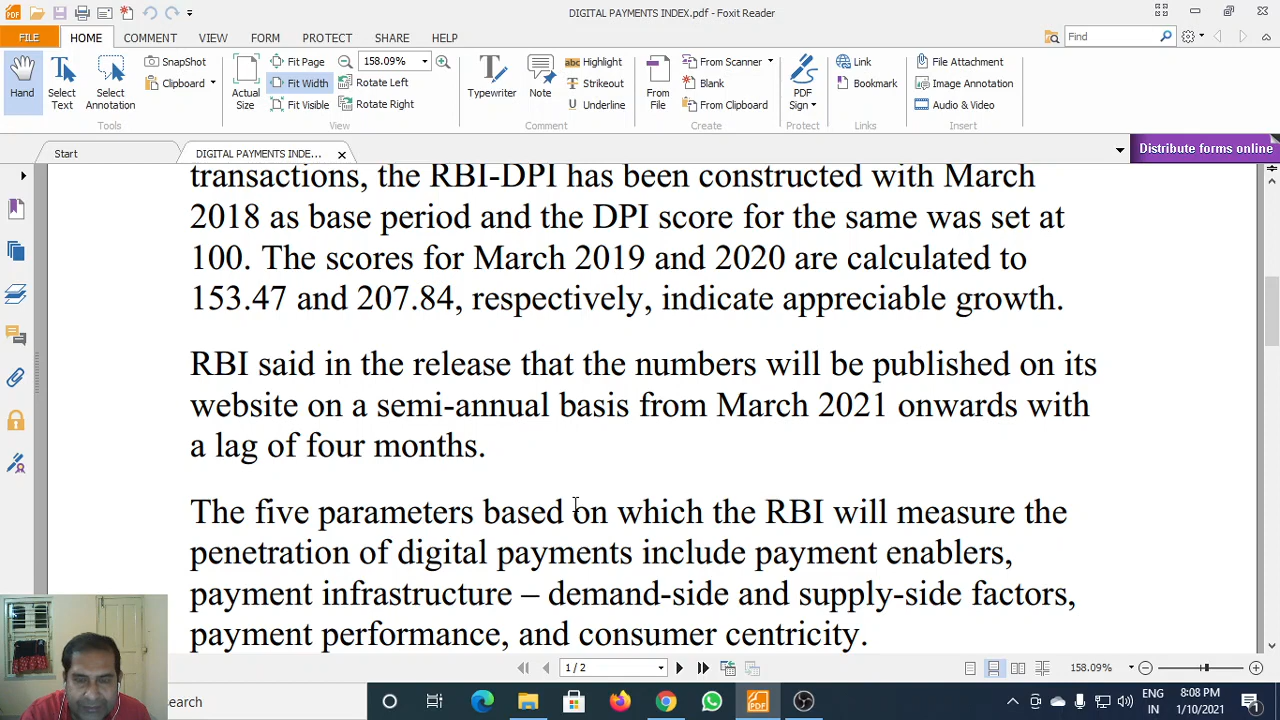 DIGITAL PAYMENTS INDEX.pdf - Foxit Reader
FILE HOME COMMENT VIEW FORM PROTECT SHARE HELP
Find
Hand
Select Text
Select Annotation
SnapShot
Clipboard
Tools
Actual Size
Fit Page
Fit Width
Fit Visible
158.09%
Rotate Left
Rotate Right
View
Typewriter
Note
Highlight
Strikeout
Underline
Comment
From File
From Scanner
Blank
From Clipboard
Create
PDF Sign
Protect
Link
Bookmark
Links
File Attachment
Image Annotation
Audio & Video
Insert
Start
DIGITAL PAYMENTS INDE...
Distribute forms online
transactions, the RBI-DPI has been constructed with March
2018 as base period and the DPI score for the same was set at
100. The scores for March 2019 and 2020 are calculated to
153.47 and 207.84, respectively, indicate appreciable growth.
RBI said in the release that the numbers will be published on its
website on a semi-annual basis from March 2021 onwards with
a lag of four months.
The five parameters based on which the RBI will measure the
penetration of digital payments include payment enablers,
payment infrastructure – demand-side and supply-side factors,
payment performance, and consumer centricity.
1 / 2
158.09%
search
ENG
IN
8:08 PM
1/10/2021
1